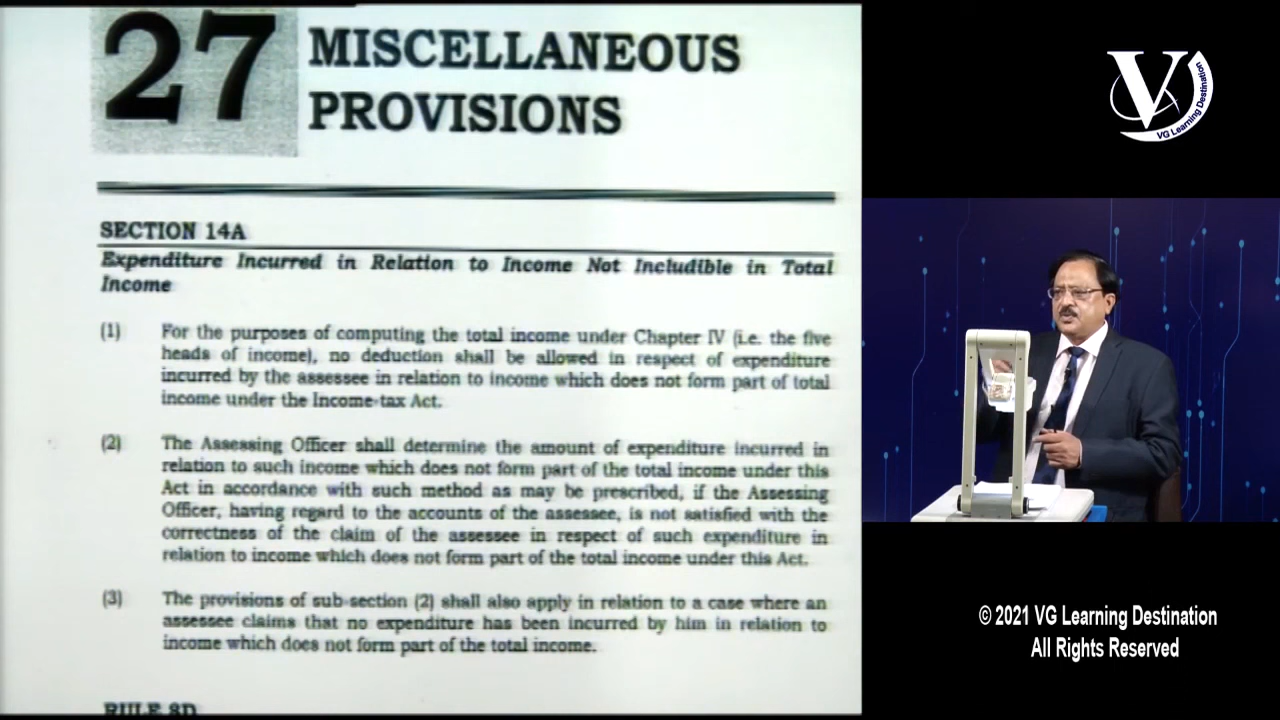 27
MISCELLANEOUS
PROVISIONS
SECTION 14A
Expenditure Incurred in Relation to Income Not Includible in Total
Income
(1) For the purposes of computing the total income under Chapter IV (i.e. the five
heads of income), no deduction shall be allowed in respect of expenditure
incurred by the assessee in relation to income which does not form part of total
income under the Income-tax Act.
(2) The Assessing Officer shall determine the amount of expenditure incurred in
relation to such income which does not form part of the total income under this
Act in accordance with such method as may be prescribed, if the Assessing
Officer, having regard to the accounts of the assessee, is not satisfied with the
correctness of the claim of the assessee in respect of such expenditure in
relation to income which does not form part of the total income under this Act.
(3) The provisions of sub-section (2) shall also apply in relation to a case where an
assessee claims that no expenditure has been incurred by him in relation to
income which does not form part of the total income.
RULE 8D
V
VG Learning Destination
© 2021 VG Learning Destination
All Rights Reserved